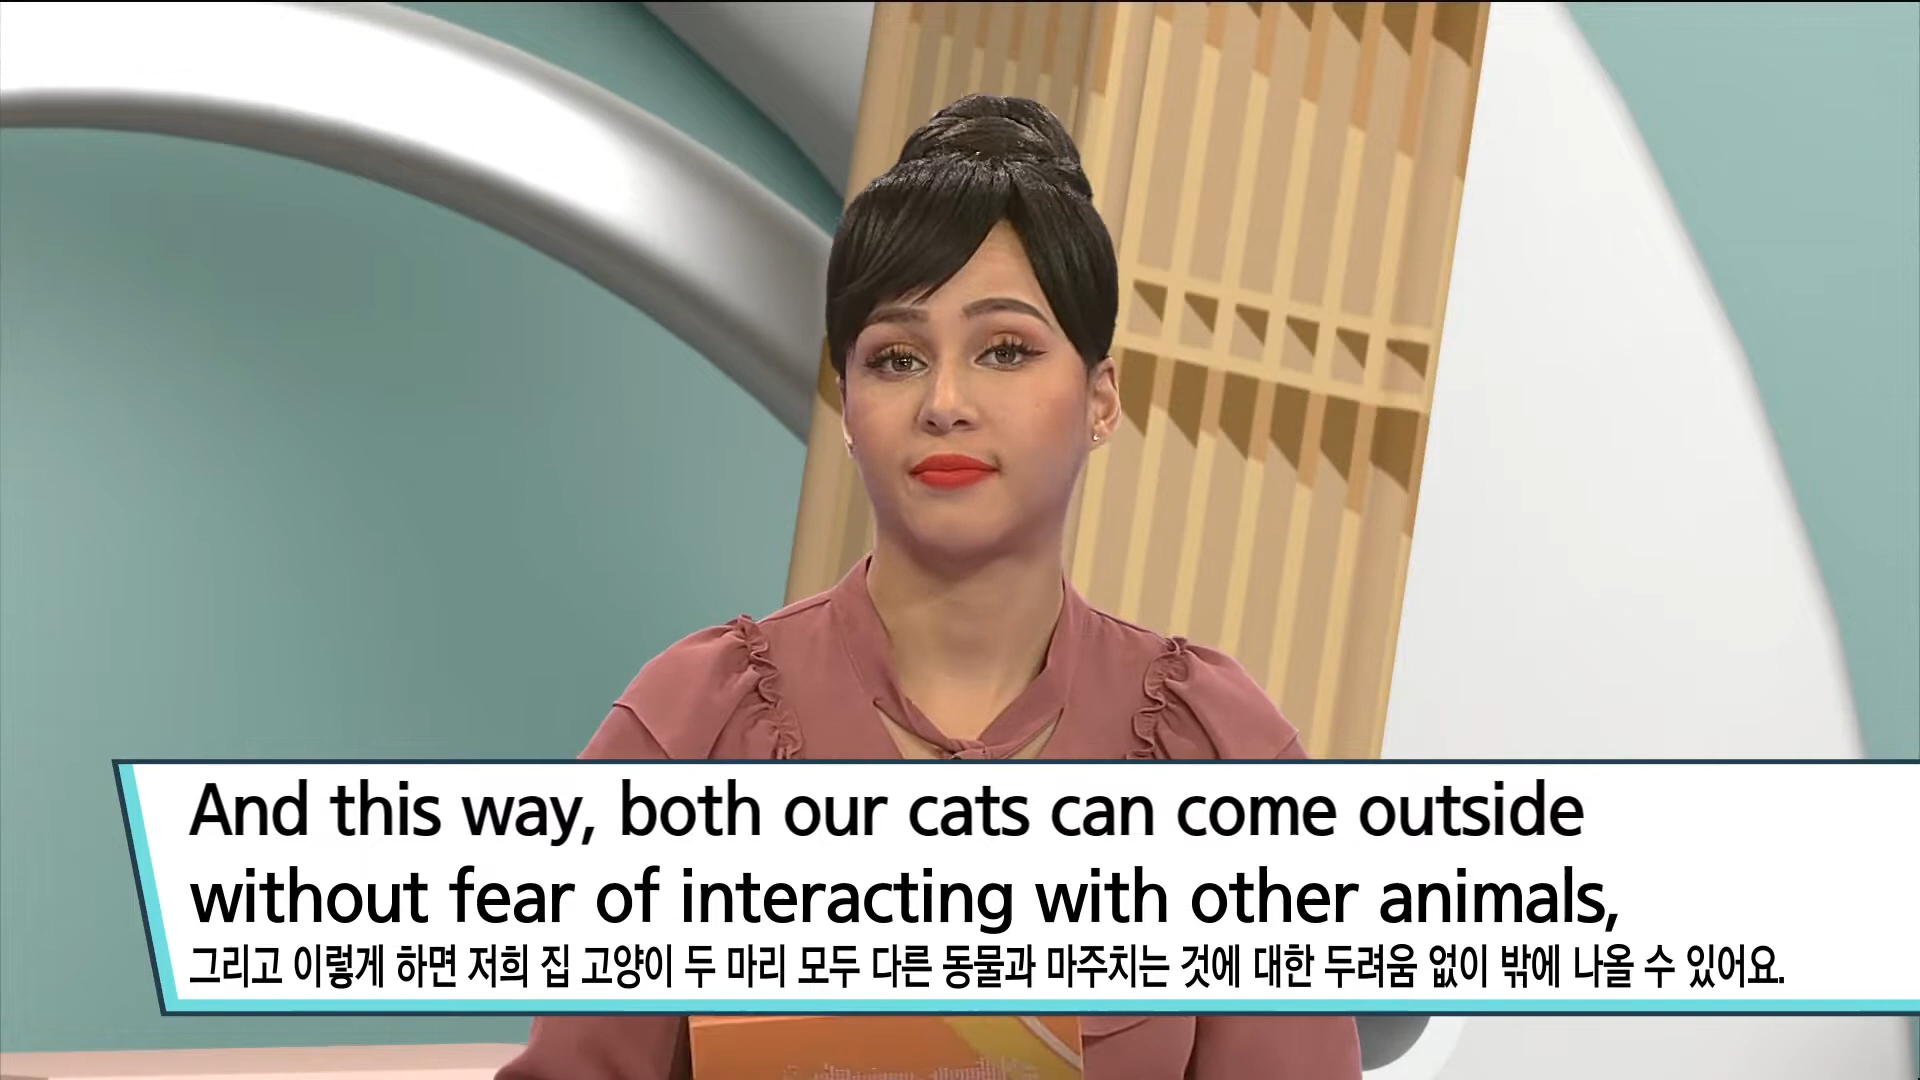 And this way, both our cats can come outside
without fear of interacting with other animals,
그리고 이렇게 하면 저희 집 고양이 두 마리 모두 다른 동물과 마주치는 것에 대한 두려움 없이 밖에 나올 수 있어요.